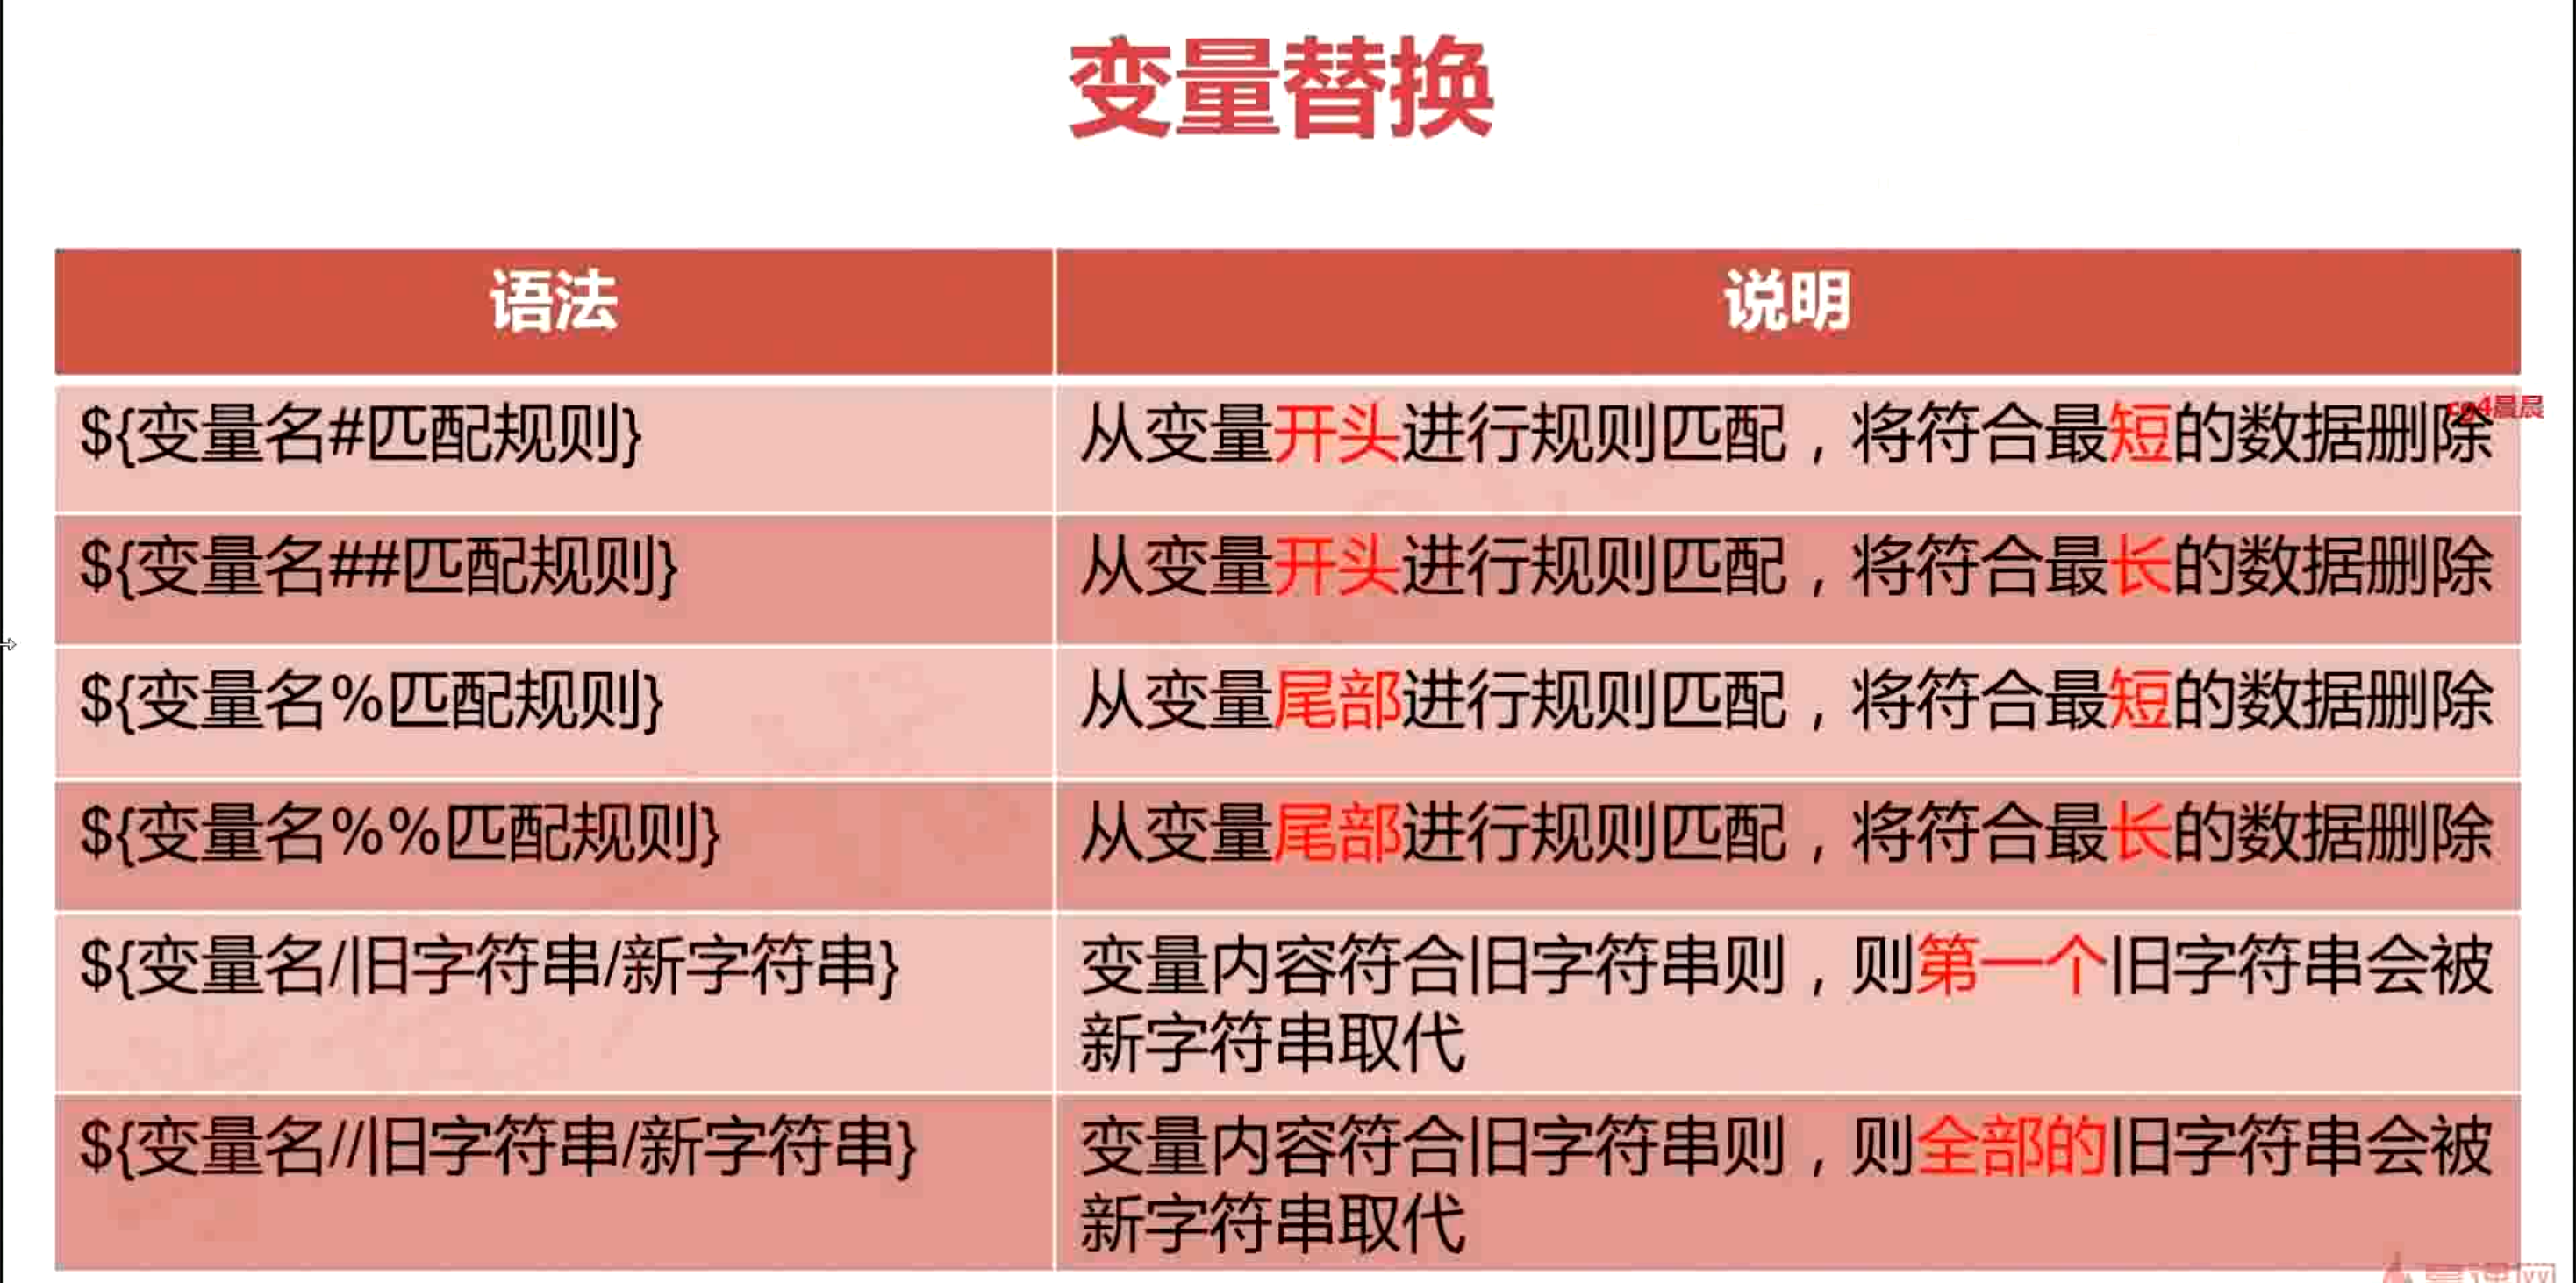 变量替换
语法
说明
${变量名#匹配规则}
从变量开头进行规则匹配，将符合最短的数据删除
cg4晨晨
${变量名##匹配规则}
从变量开头进行规则匹配，将符合最长的数据删除
${变量名%匹配规则}
从变量尾部进行规则匹配，将符合最短的数据删除
${变量名%%匹配规则}
从变量尾部进行规则匹配，将符合最长的数据删除
${变量名/旧字符串/新字符串}
变量内容符合旧字符串则，则第一个旧字符串会被
新字符串取代
${变量名//旧字符串/新字符串}
变量内容符合旧字符串则，则全部的旧字符串会被
新字符串取代